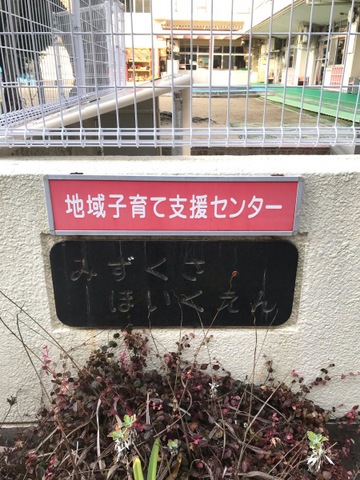 地域子育て支援センター
みずくさ
ほいくえん